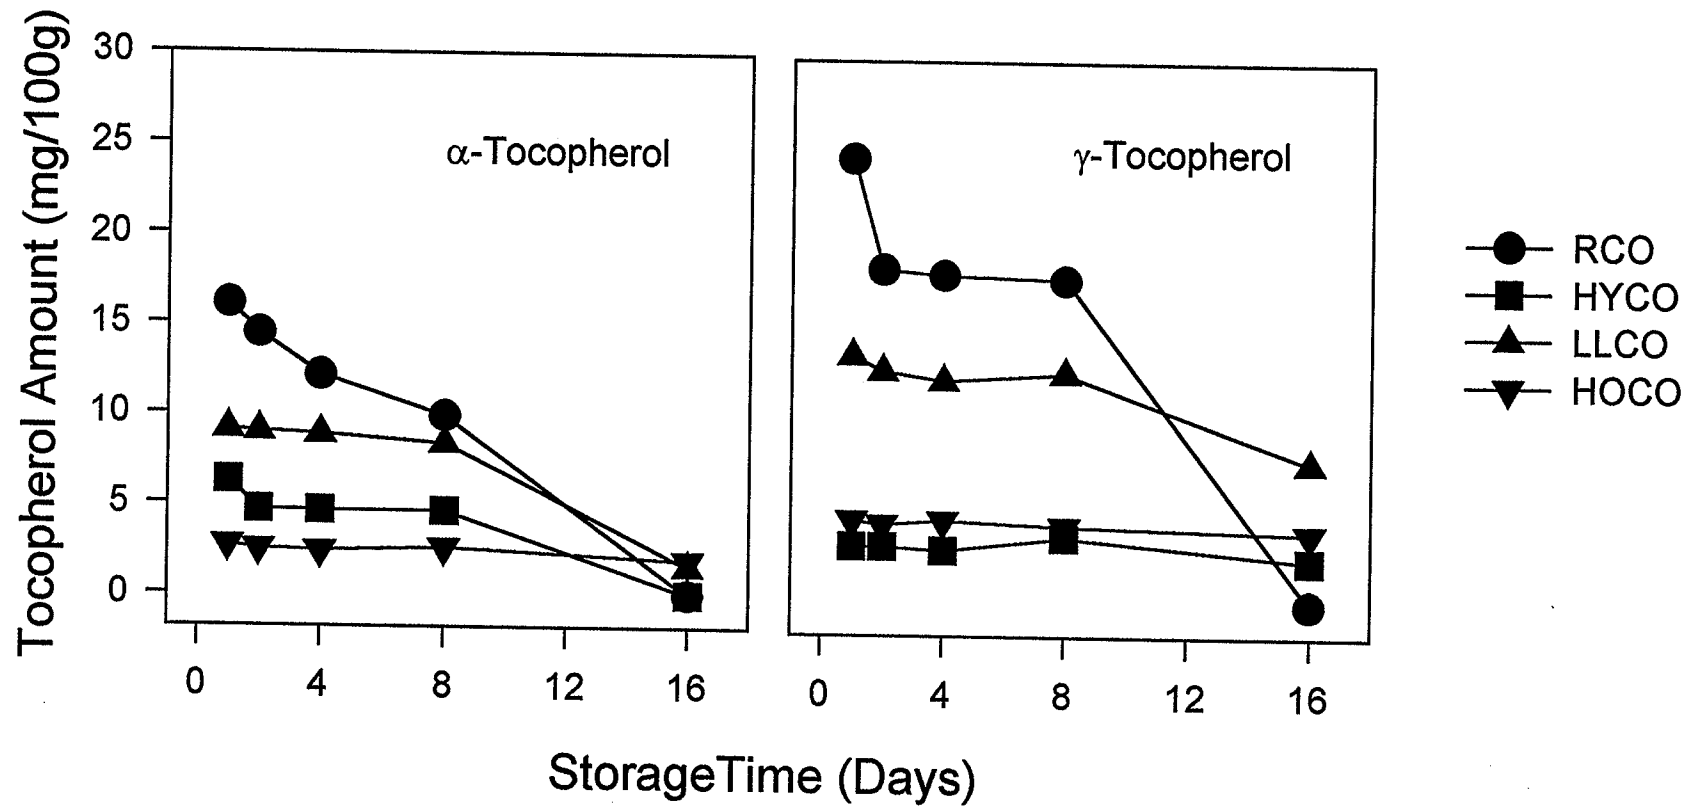 Tocopherol Amount (mg/100g)
30
25
20
15
10
5
0
α-Tocopherol
0 4 8 12 16
γ-Tocopherol
0 4 8 12 16
StorageTime (Days)
RCO
HYCO
LLCO
HOCO